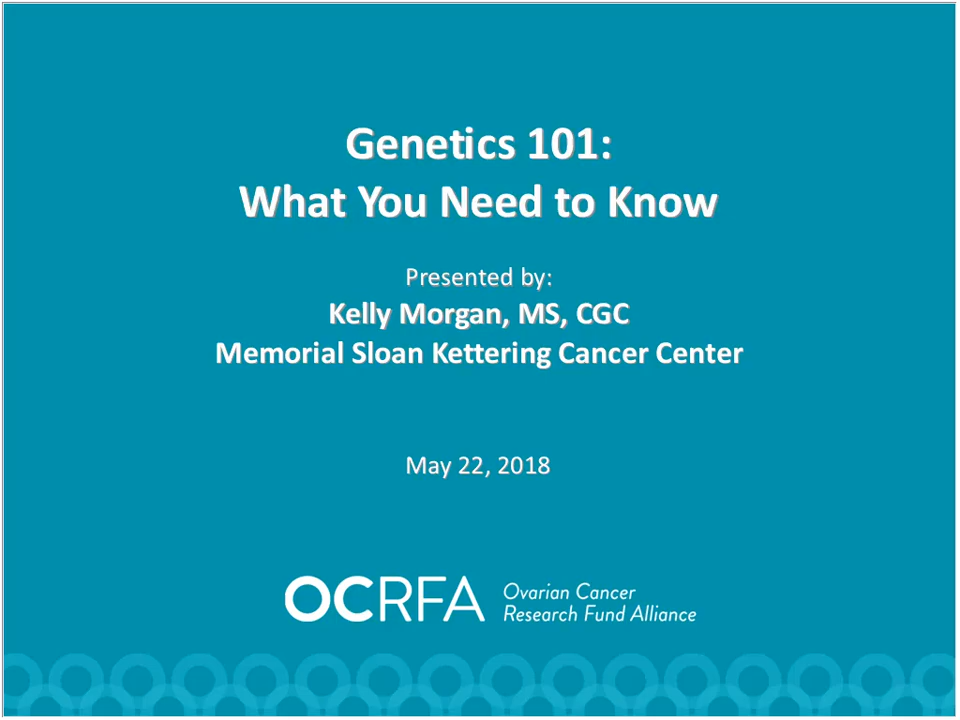 Genetics 101:
What You Need to Know
Presented by:
Kelly Morgan, MS, CGC
Memorial Sloan Kettering Cancer Center
May 22, 2018
OCRFA
Ovarian Cancer
Research Fund Alliance